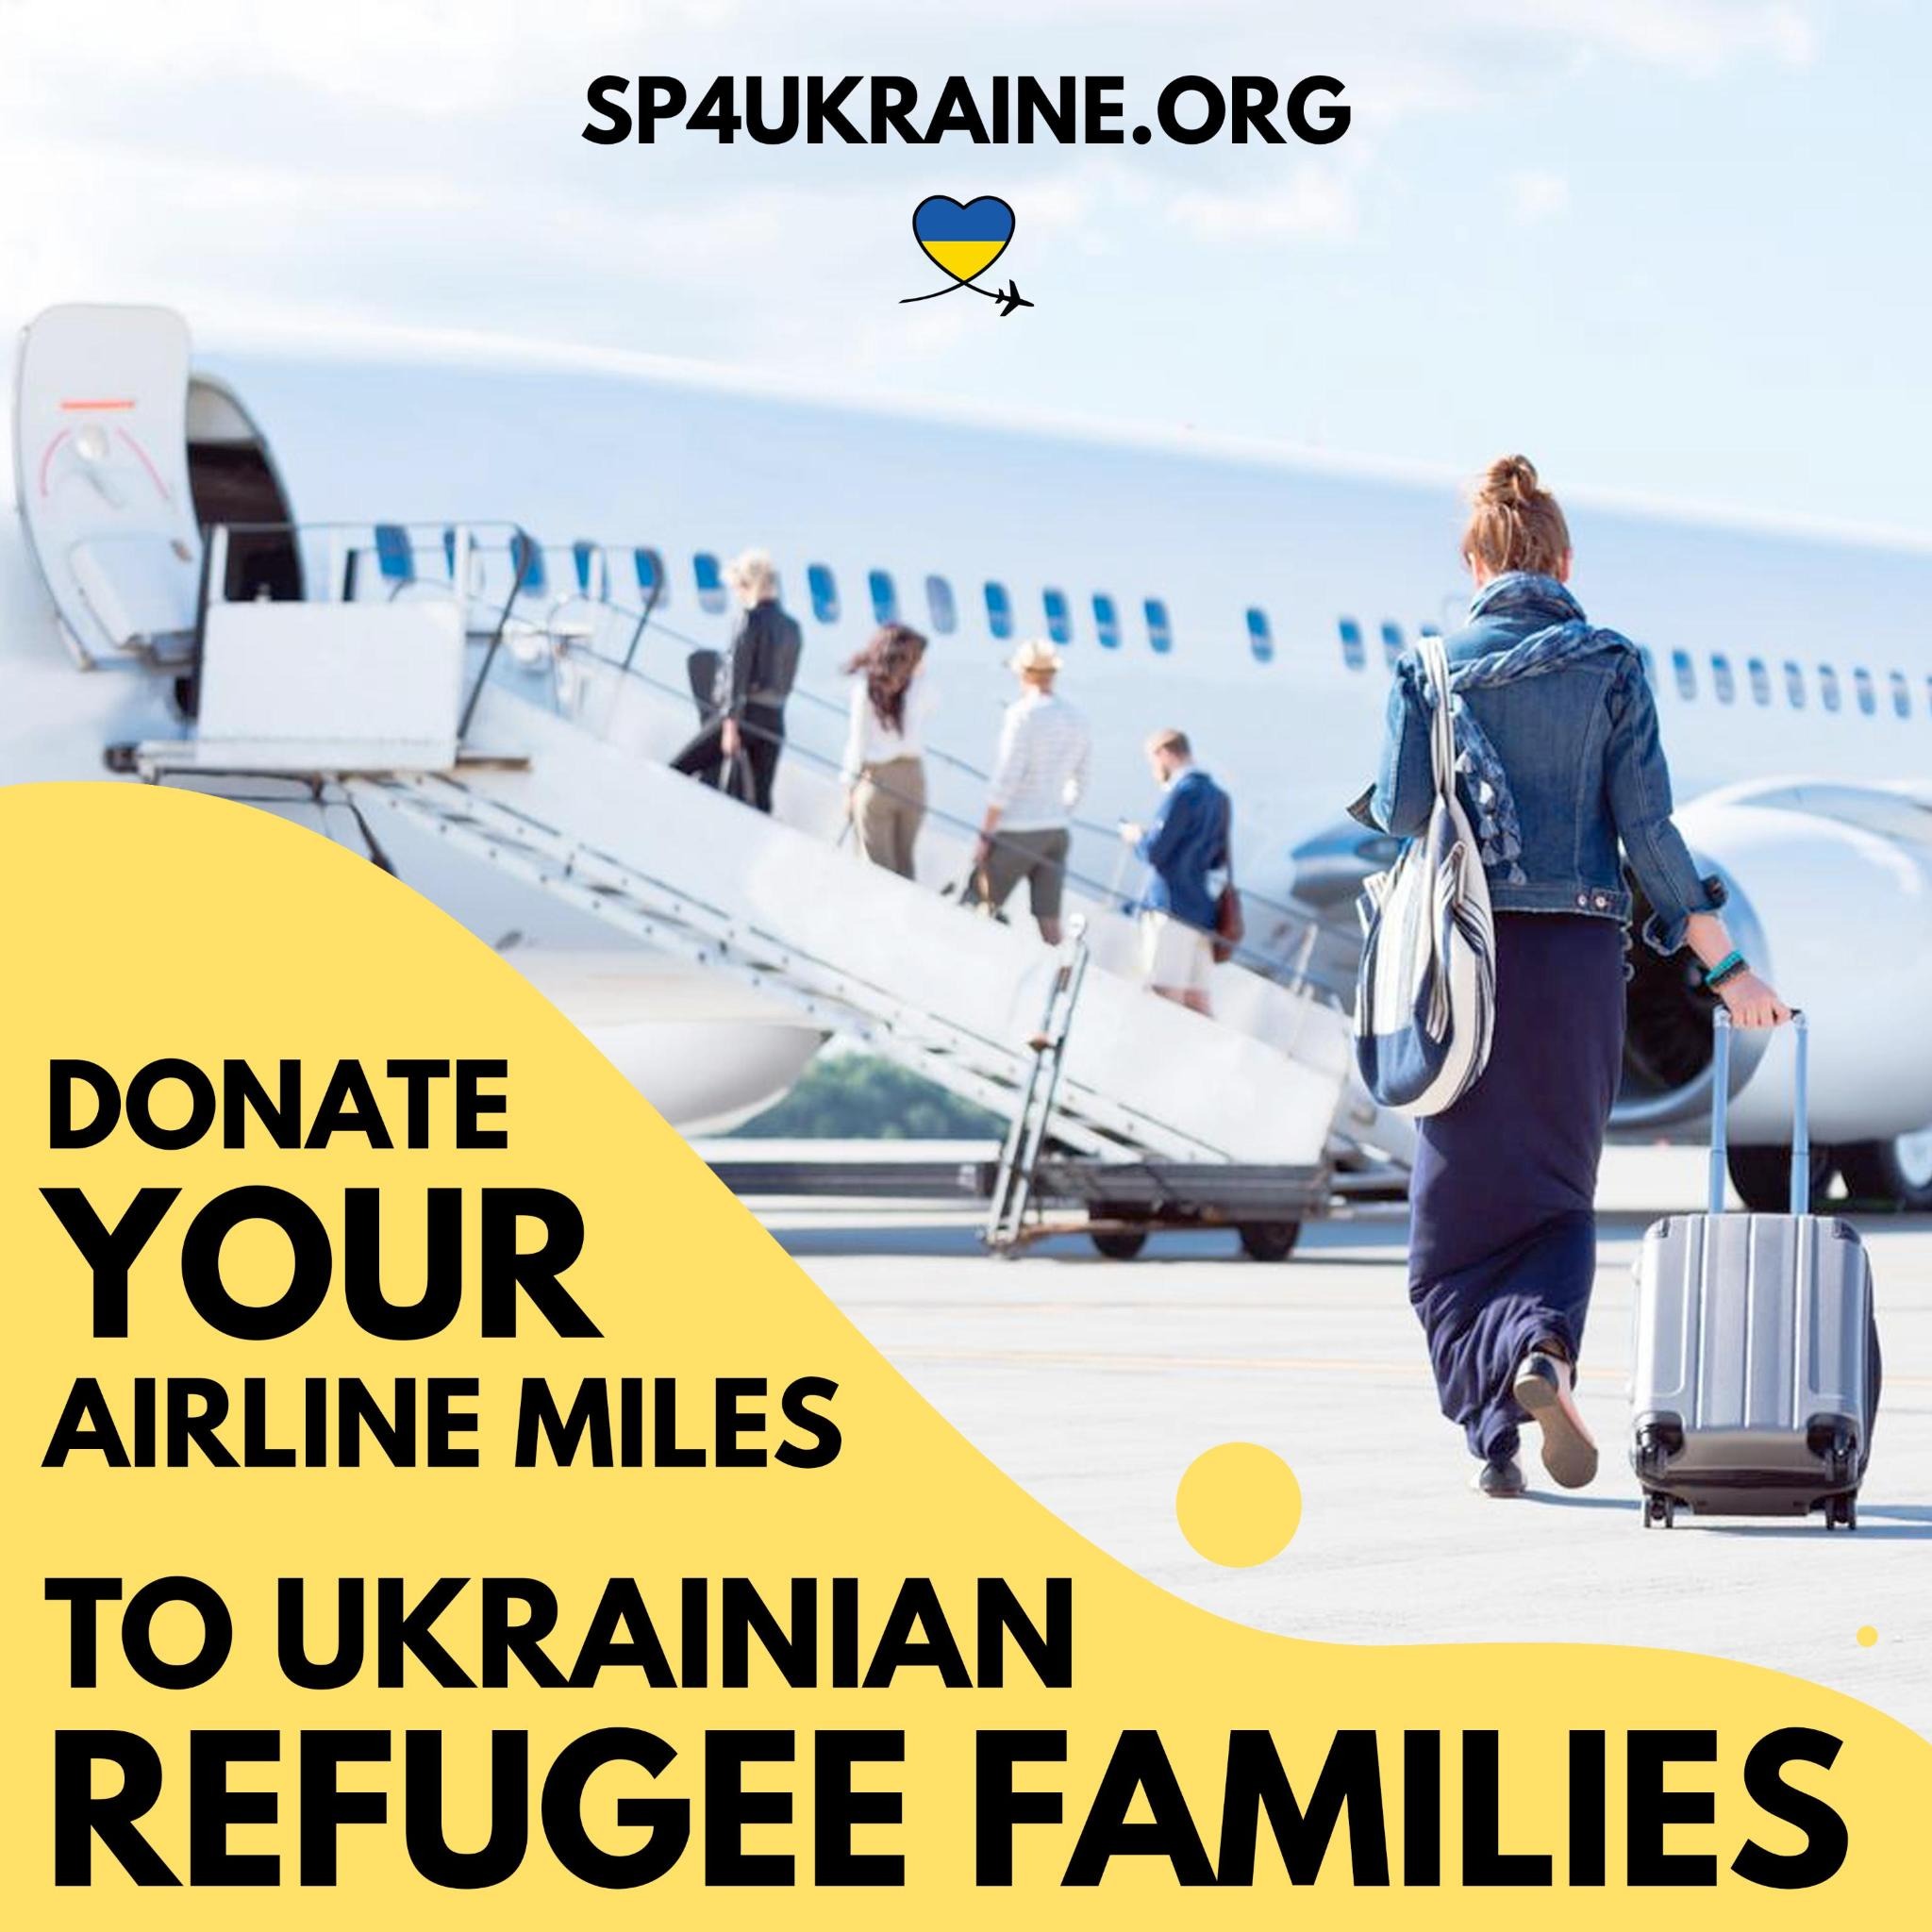 SP4UKRAINE.ORG
DONATE
YOUR
AIRLINE MILES
TO UKRAINIAN
REFUGEE FAMILIES